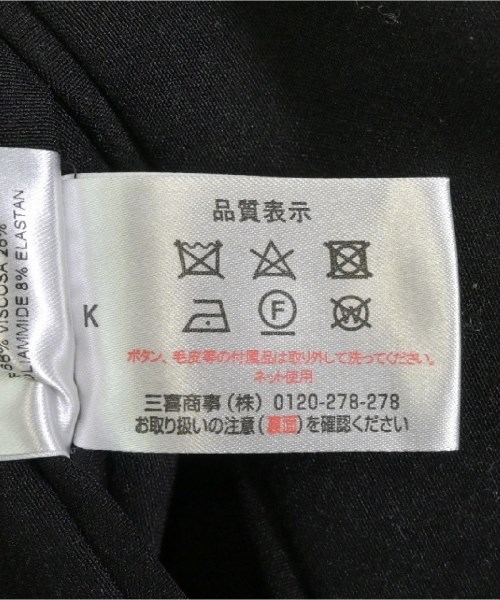 品質表示
F
W
K
ボタン、毛皮等の付属品は取り外して洗ってください。
ネット使用
三喜商事(株) 0120-278-278
お取り扱いの注意(裏面)を確認ください
VISCOSA 26%
LIAMMIDE 8% ELASTAN